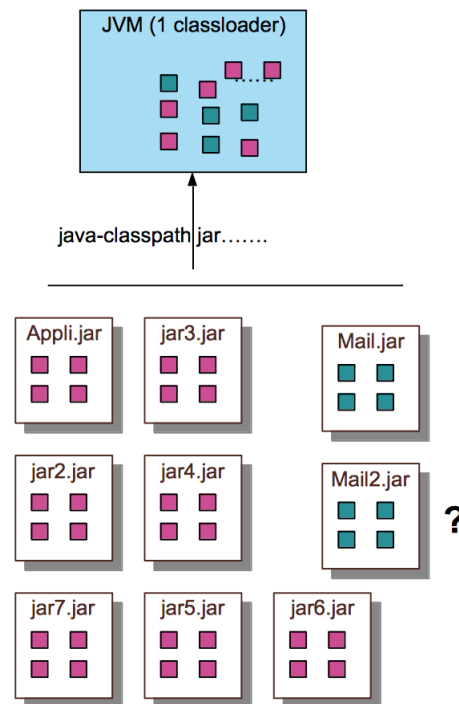 JVM (1 classloader)
......
java-classpath jar.......
Appli.jar
jar3.jar
Mail.jar
jar2.jar
jar4.jar
Mail2.jar
?
jar7.jar
jar5.jar
jar6.jar